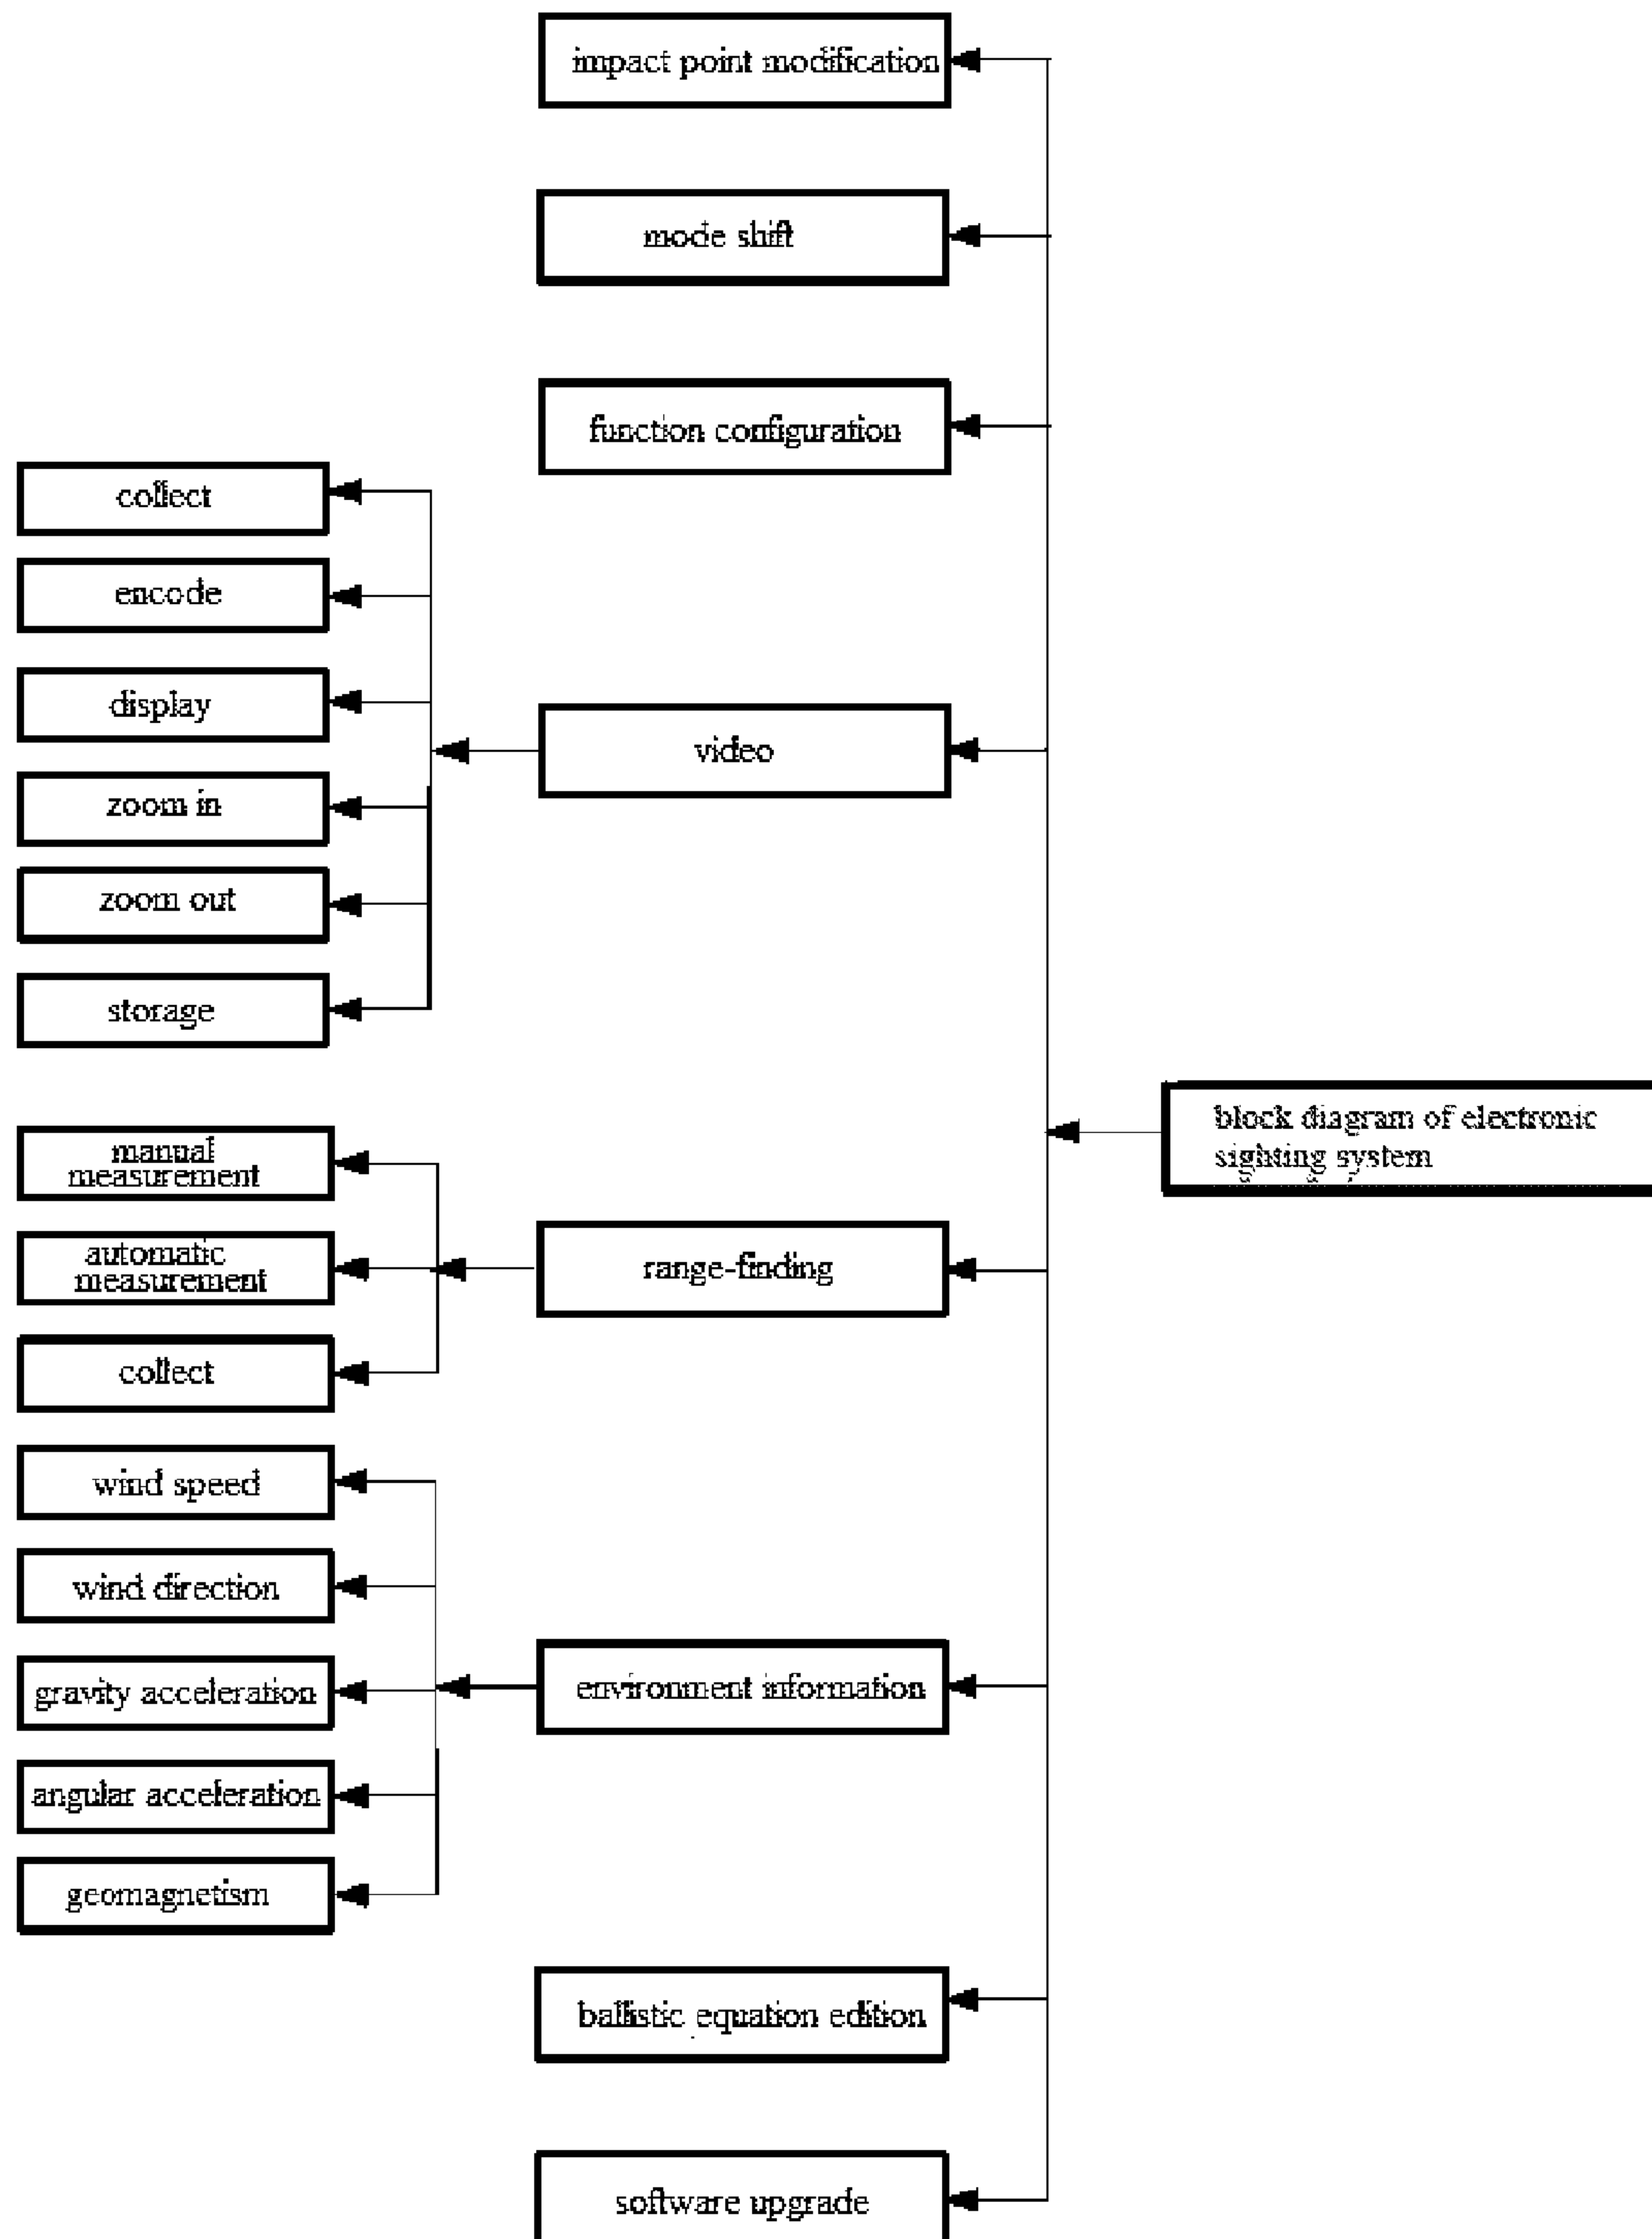 impact point modification
mode shift
function configuration
collect
encode
display
video
zoom in
zoom out
storage
block diagram of electronic
sighting system
manual
measurement
automatic
measurement
range-finding
collect
wind speed
wind direction
gravity acceleration
environment information
angular acceleration
geomagnetism
ballistic equation edition
software upgrade